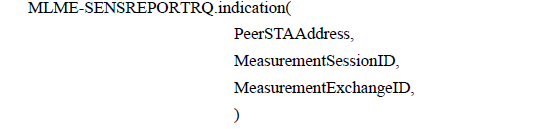 MLME-SENSREPORTRQ.indication(
PeerSTAAddress,
MeasurementSessionID,
MeasurementExchangeID,
)